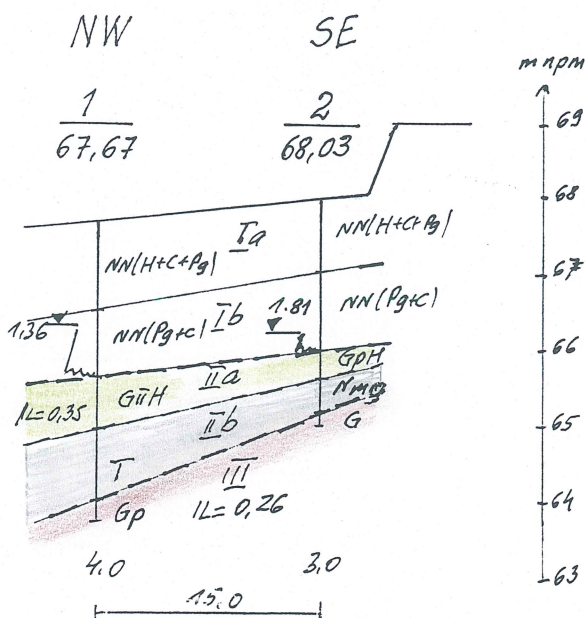 NW SE
m npm
1 2
67,67 68,03
69
68
Ia NN(H+C+Pg)
NN(H+C+Pg)
67
Ib NN(Pg+C)
1,36 NN(Pg+C) 1.81
66
IIa GpH
IL=0,35 GπH Nmg
IIb G
65
I
III
Gp IL=0,26
64
4.0 3.0
63
15.0